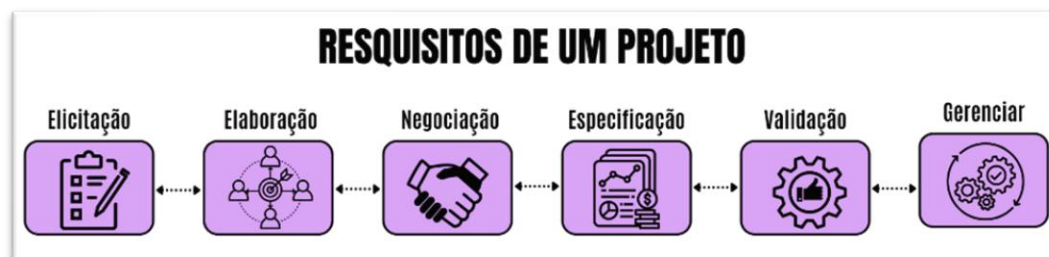 RESQUISITOS DE UM PROJETO
Elicitação
Elaboração
Negociação
Especificação
Validação
Gerenciar
$